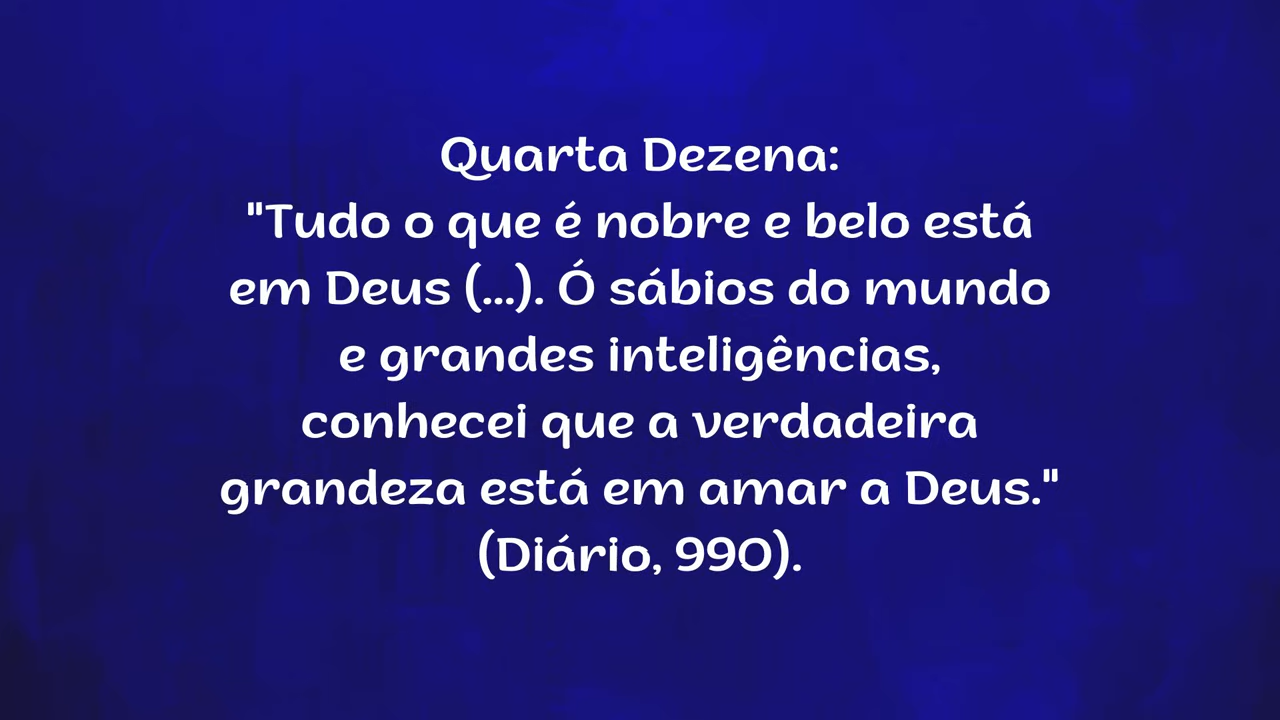 Quarta Dezena:
"Tudo o que é nobre e belo está
em Deus (...). Ó sábios do mundo
e grandes inteligências,
conhecei que a verdadeira
grandeza está em amar a Deus."
(Diário, 990).